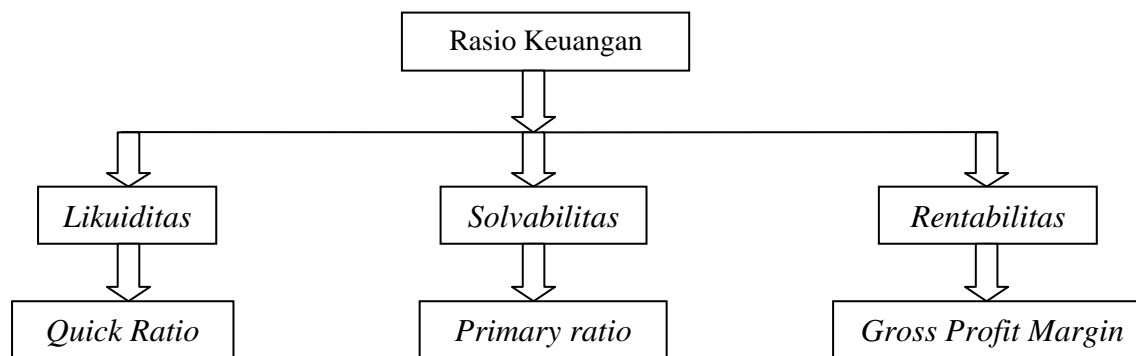 Rasio Keuangan
Likuiditas
Solvabilitas
Rentabilitas
Quick Ratio
Primary ratio
Gross Profit Margin